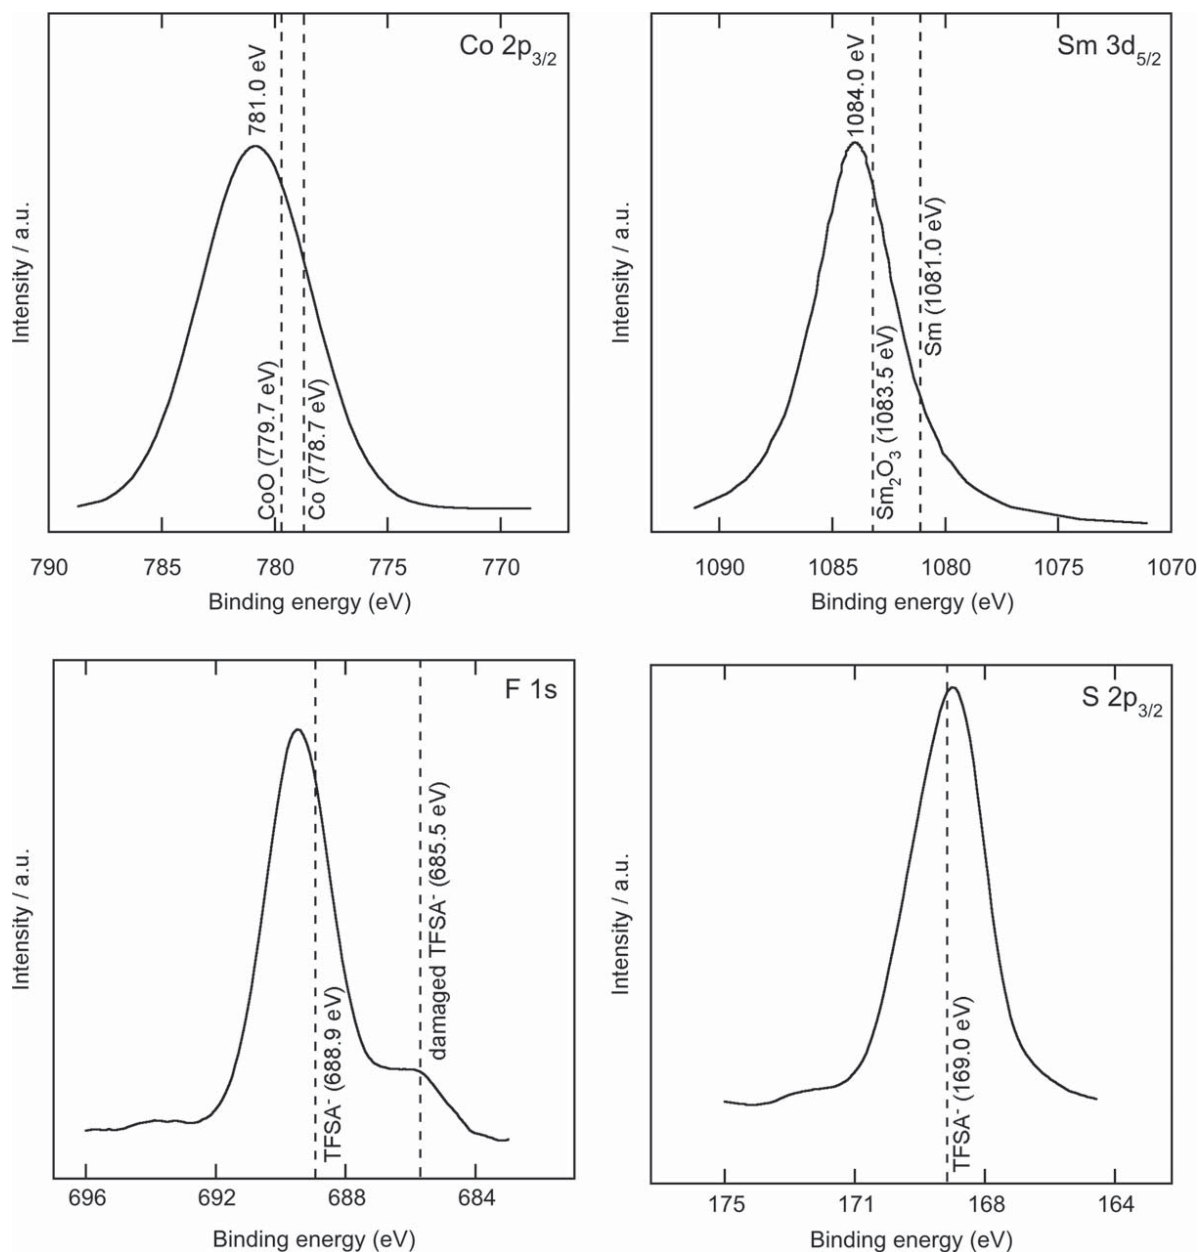 Co 2p3/2
781.0 eV
CoO (779.7 eV)
Co (778.7 eV)
Intensity / a.u.
790 785 780 775 770
Binding energy (eV)
Sm 3d5/2
1084.0 eV
Sm2O3 (1083.5 eV)
Sm (1081.0 eV)
Intensity / a.u.
1090 1085 1080 1075 1070
Binding energy (eV)
F 1s
TFSA- (688.9 eV)
damaged TFSA- (685.5 eV)
Intensity / a.u.
696 692 688 684
Binding energy (eV)
S 2p3/2
TFSA- (169.0 eV)
Intensity / a.u.
175 171 168 164
Binding energy (eV)